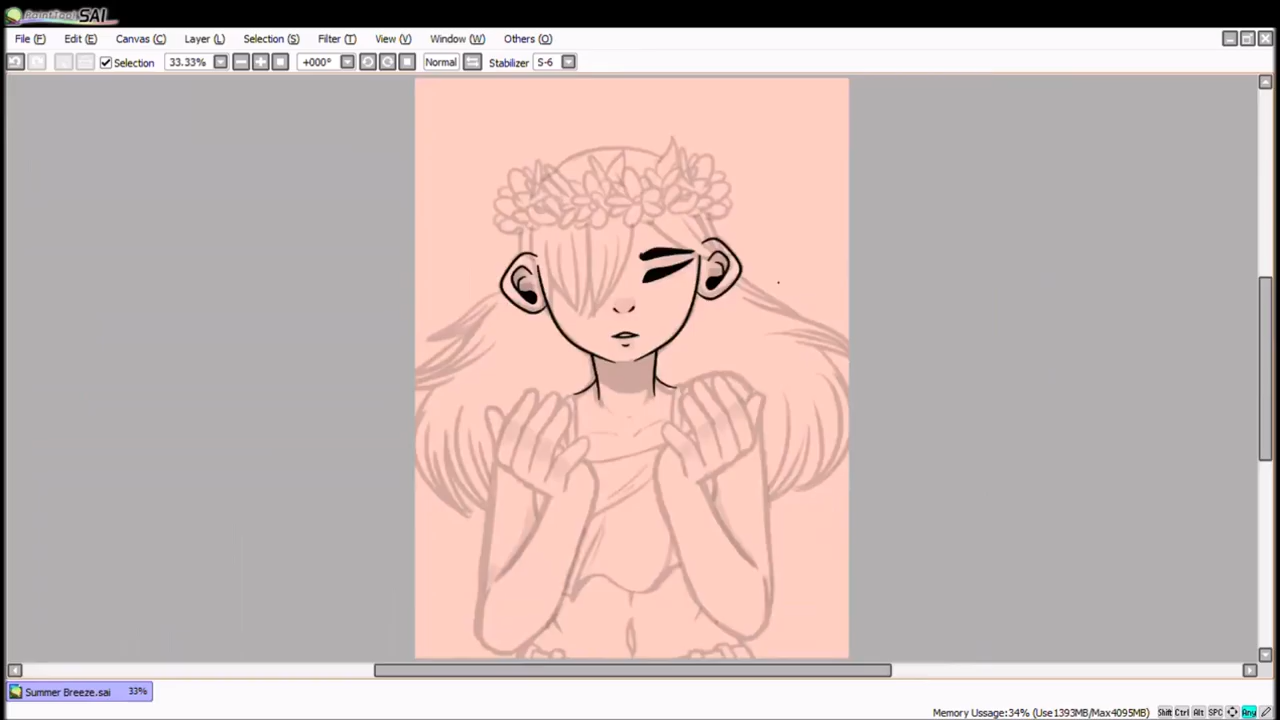 PaintTool SAI
File (F) Edit (E) Canvas (C) Layer (L) Selection (S) Filter (T) View (V) Window (W) Others (O)
Selection 33.33% +000° Normal Stabilizer S-6
Summer Breeze.sai 33%
Memory Ussage:34% (Use1393MB/Max4095MB) Shift Ctrl Alt SPC Any